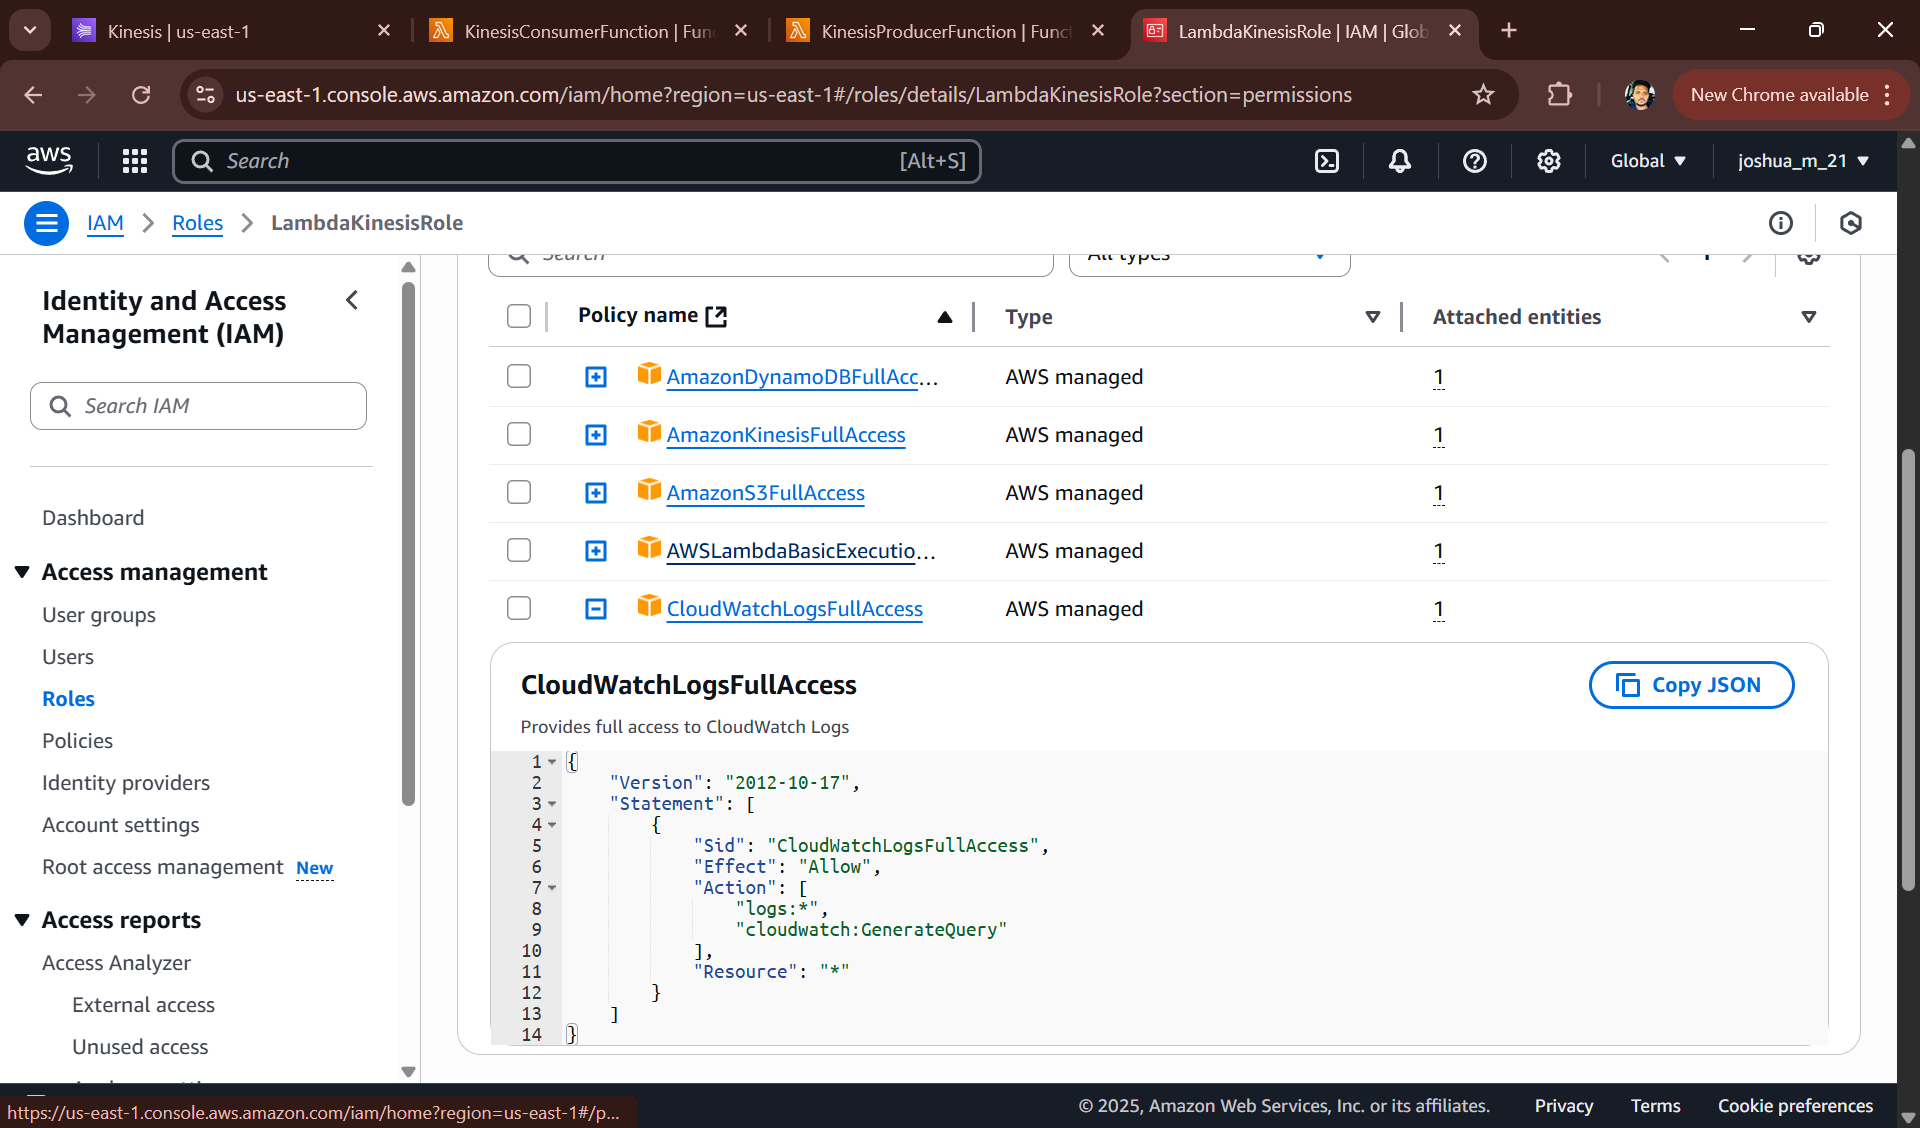 Kinesis | us-east-1
KinesisConsumerFunction | Fun
KinesisProducerFunction | Funct
LambdaKinesisRole | IAM | Glob
us-east-1.console.aws.amazon.com/iam/home?region=us-east-1#/roles/details/LambdaKinesisRole?section=permissions
New Chrome available
aws
Search
[Alt+S]
Global
joshua_m_21
IAM
Roles
LambdaKinesisRole
Identity and Access
Management (IAM)
Search IAM
Dashboard
Access management
User groups
Users
Roles
Policies
Identity providers
Account settings
Root access management New
Access reports
Access Analyzer
External access
Unused access
Search
All types
1
Policy name
Type
Attached entities
AmazonDynamoDBFullAcc... AWS managed 1
AmazonKinesisFullAccess AWS managed 1
AmazonS3FullAccess AWS managed 1
AWSLambdaBasicExecutio... AWS managed 1
CloudWatchLogsFullAccess AWS managed 1
CloudWatchLogsFullAccess
Copy JSON
Provides full access to CloudWatch Logs
1 {
2 "Version": "2012-10-17",
3 "Statement": [
4 {
5 "Sid": "CloudWatchLogsFullAccess",
6 "Effect": "Allow",
7 "Action": [
8 "logs:*",
9 "cloudwatch:GenerateQuery"
10 ],
11 "Resource": "*"
12 }
13 ]
14 }
https://us-east-1.console.aws.amazon.com/iam/home?region=us-east-1#/p...
© 2025, Amazon Web Services, Inc. or its affiliates.
Privacy
Terms
Cookie preferences